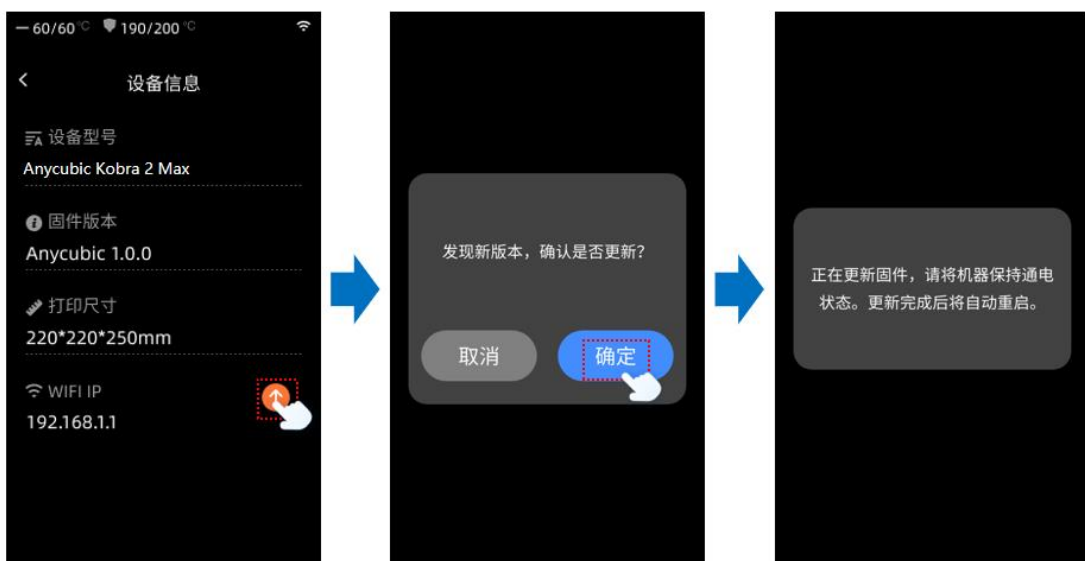 60/60°C 190/200°C
设备信息
设备型号
Anycubic Kobra 2 Max
固件版本
Anycubic 1.0.0
打印尺寸
220*220*250mm
WIFI IP
192.168.1.1
发现新版本，确认是否更新？
取消 确定
正在更新固件，请将机器保持通电
状态。更新完成后将自动重启。